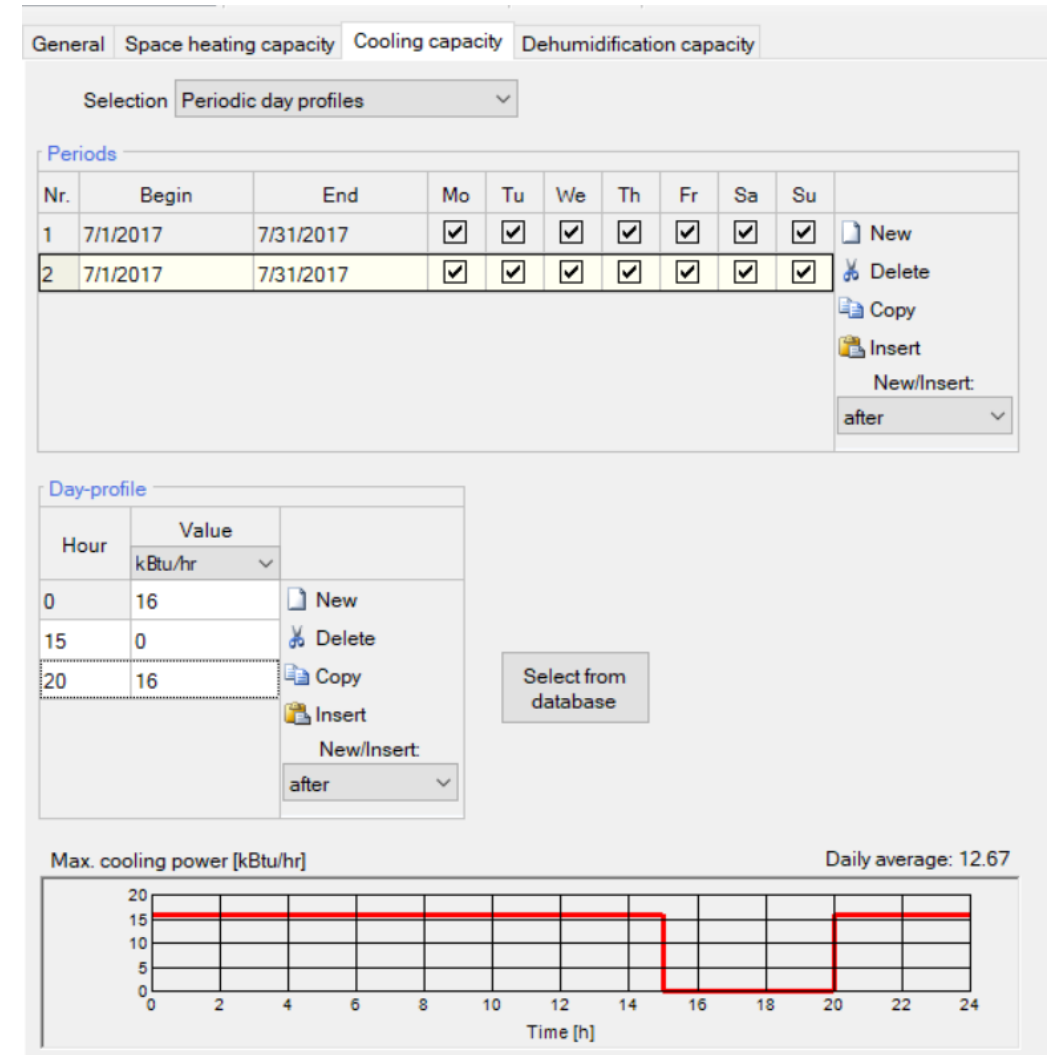 General Space heating capacity Cooling capacity Dehumidification capacity
Selection Periodic day profiles
Periods
Nr. Begin End Mo Tu We Th Fr Sa Su
1 7/1/2017 7/31/2017 New
2 7/1/2017 7/31/2017 Delete
Copy
Insert
New/Insert:
after
Day-profile
Hour Value
kBtu/hr
0 16 New
15 0 Delete
20 16 Copy
Insert
New/Insert:
after
Select from
database
Max. cooling power [kBtu/hr] Daily average: 12.67
20
15
10
5
0
0 2 4 6 8 10 12 14 16 18 20 22 24
Time [h]